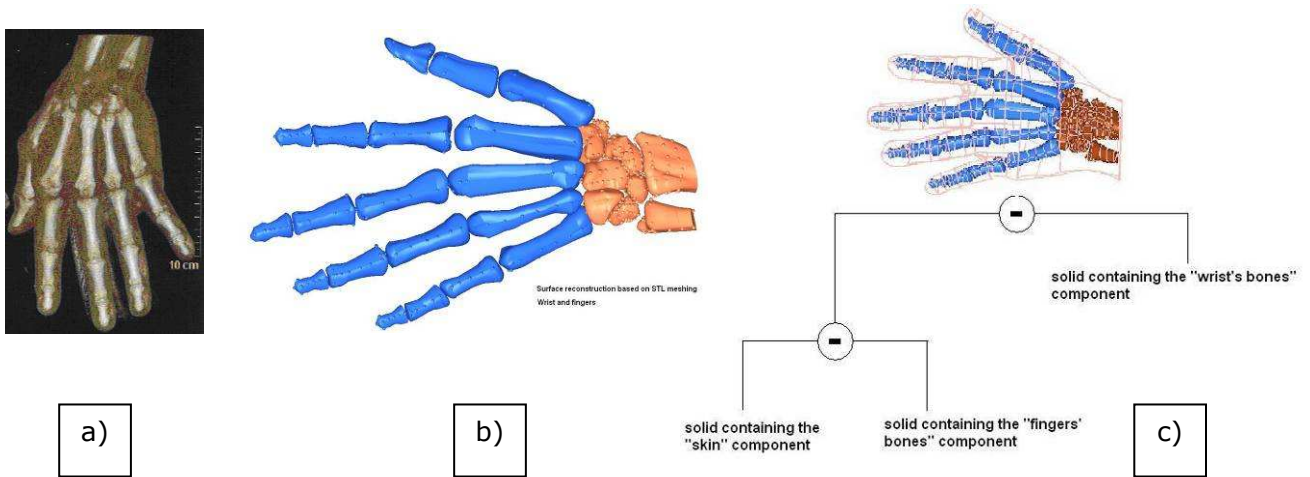 10 cm
Surface reconstruction based on STL meshing
Wrist and fingers
solid containing the "wrist's bones"
component
solid containing the
"skin" component
solid containing the "fingers'
bones" component
a)
b)
c)